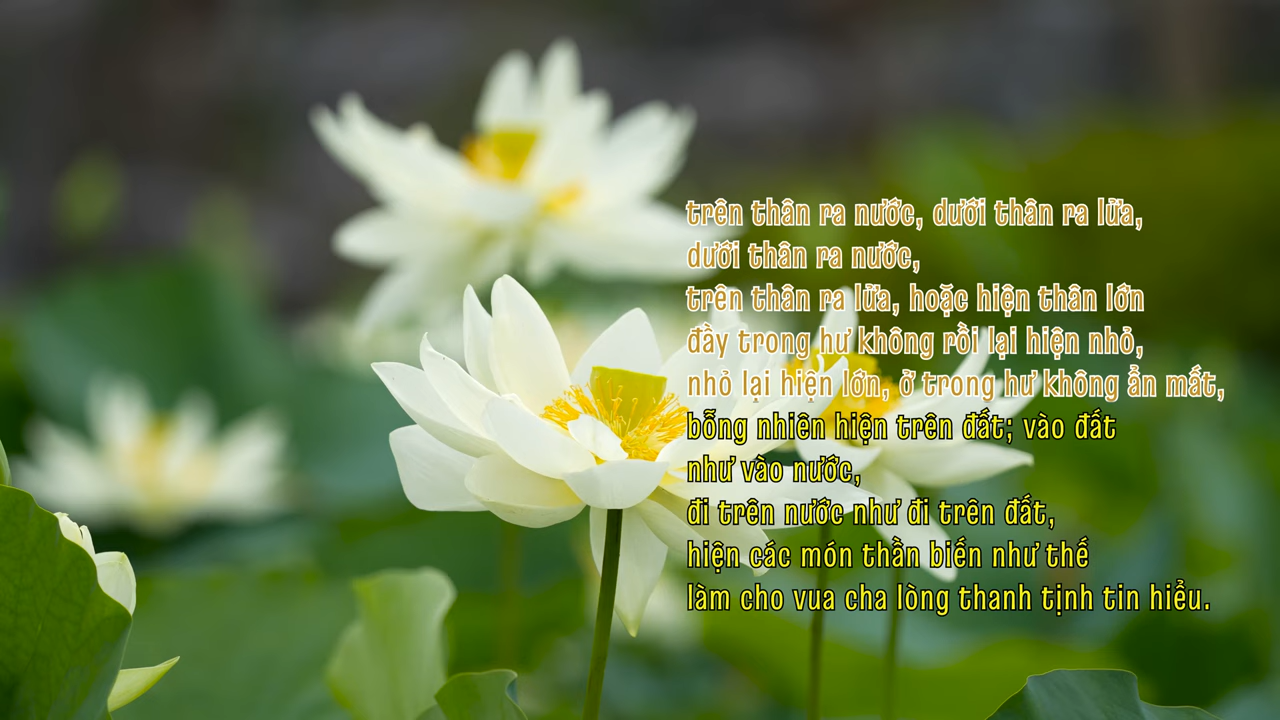 trên thân ra nước, dưới thân ra lửa,
dưới thân ra nước,
trên thân ra lửa, hoặc hiện thân lớn
đầy trong hư không rồi lại hiện nhỏ,
nhỏ lại hiện lớn, ở trong hư không ẩn mất,
bỗng nhiên hiện trên đất; vào đất
như vào nước,
đi trên nước như đi trên đất,
hiện các món thần biến như thế
làm cho vua cha lòng thanh tịnh tin hiểu.